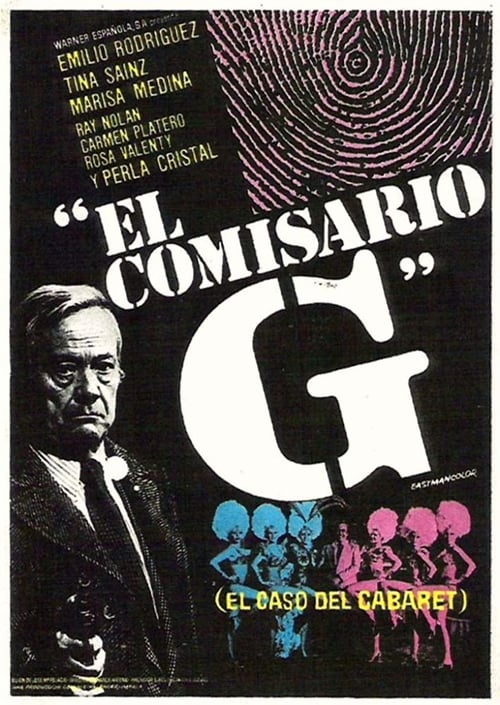 WARNER ESPAÑOLA, S.A. presenta
EMILIO RODRIGUEZ
TINA SAINZ
MARISA MEDINA
RAY NOLAN
CARMEN PLATERO
ROSA VALENTY
Y PERLA CRISTAL
"EL
COMISARIO
G"
EASTMANCOLOR
(EL CASO DEL CABARET)